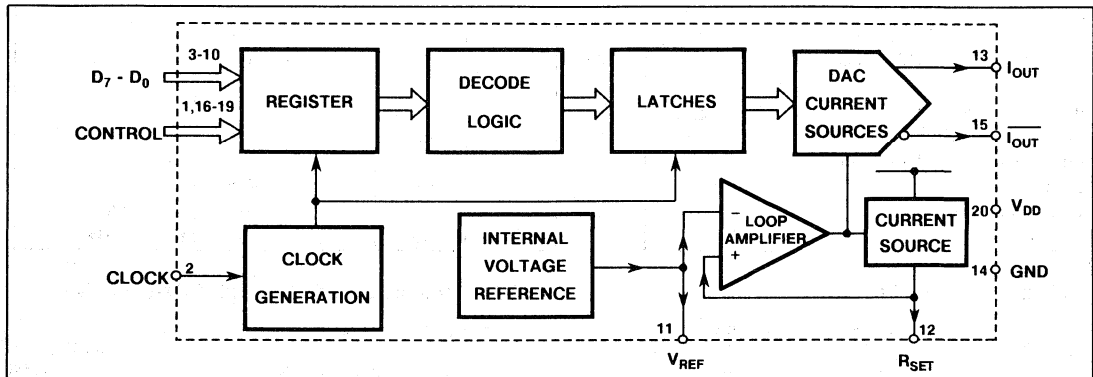 3-10
D7 - D0
1,16-19
CONTROL
REGISTER
DECODE
LOGIC
LATCHES
DAC
CURRENT
SOURCES
13
IOUT
15
IOUT
CLOCK
2
CLOCK
GENERATION
INTERNAL
VOLTAGE
REFERENCE
−
LOOP
AMPLIFIER
+
CURRENT
SOURCE
20
VDD
14
GND
11
VREF
12
RSET